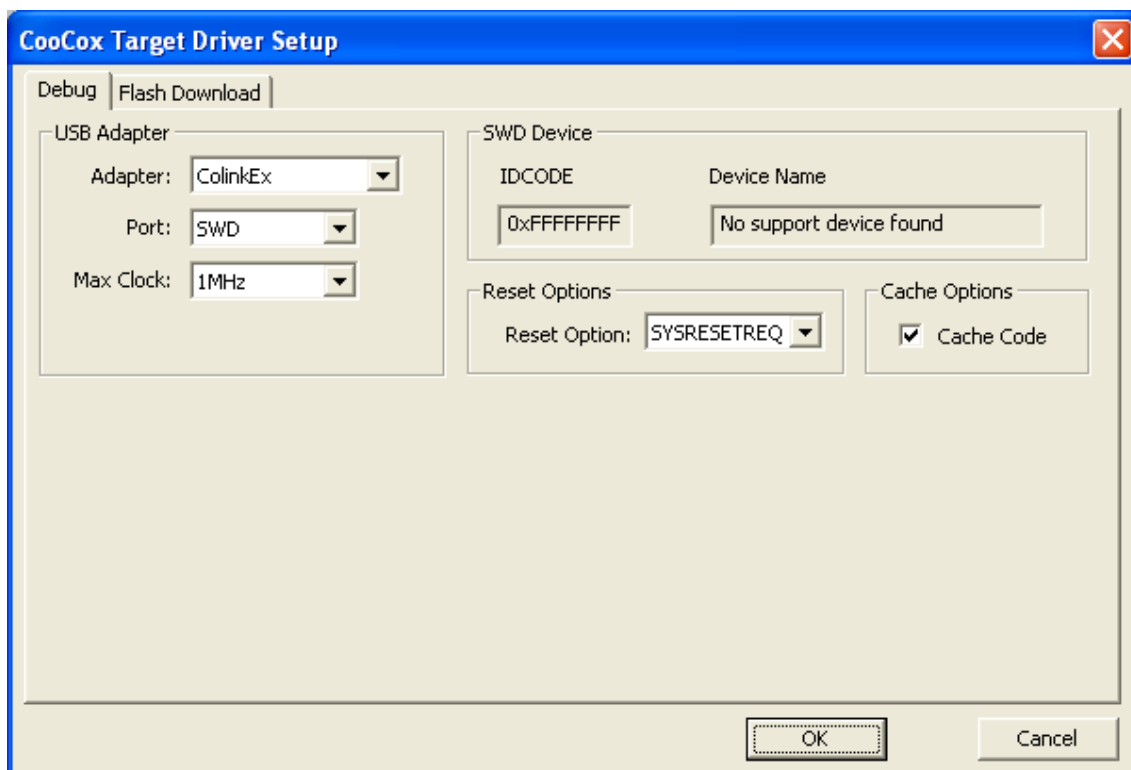 CooCox Target Driver Setup
Debug
Flash Download
USB Adapter
Adapter: ColinkEx
Port: SWD
Max Clock: 1MHz
SWD Device
IDCODE Device Name
0xFFFFFFFF No support device found
Reset Options
Reset Option: SYSRESETREQ
Cache Options
Cache Code
OK
Cancel